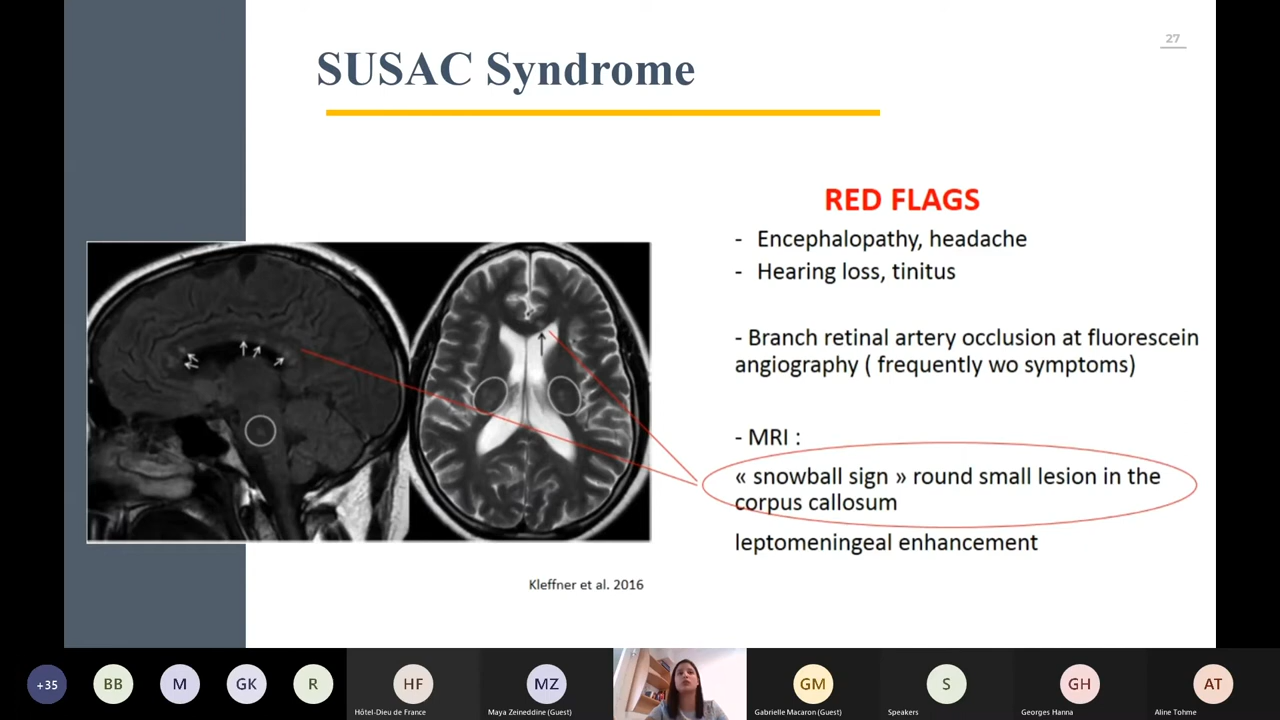 27
SUSAC Syndrome
RED FLAGS
- Encephalopathy, headache
- Hearing loss, tinitus
- Branch retinal artery occlusion at fluorescein
angiography ( frequently wo symptoms)
- MRI :
« snowball sign » round small lesion in the
corpus callosum
leptomeningeal enhancement
Kleffner et al. 2016
+35
BB
M
GK
R
HF
MZ
GM
S
GH
AT
Hôtel-Dieu de France
Maya Zeineddine (Guest)
Gabrielle Macaron (Guest)
Speakers
Georges Hanna
Aline Tohme